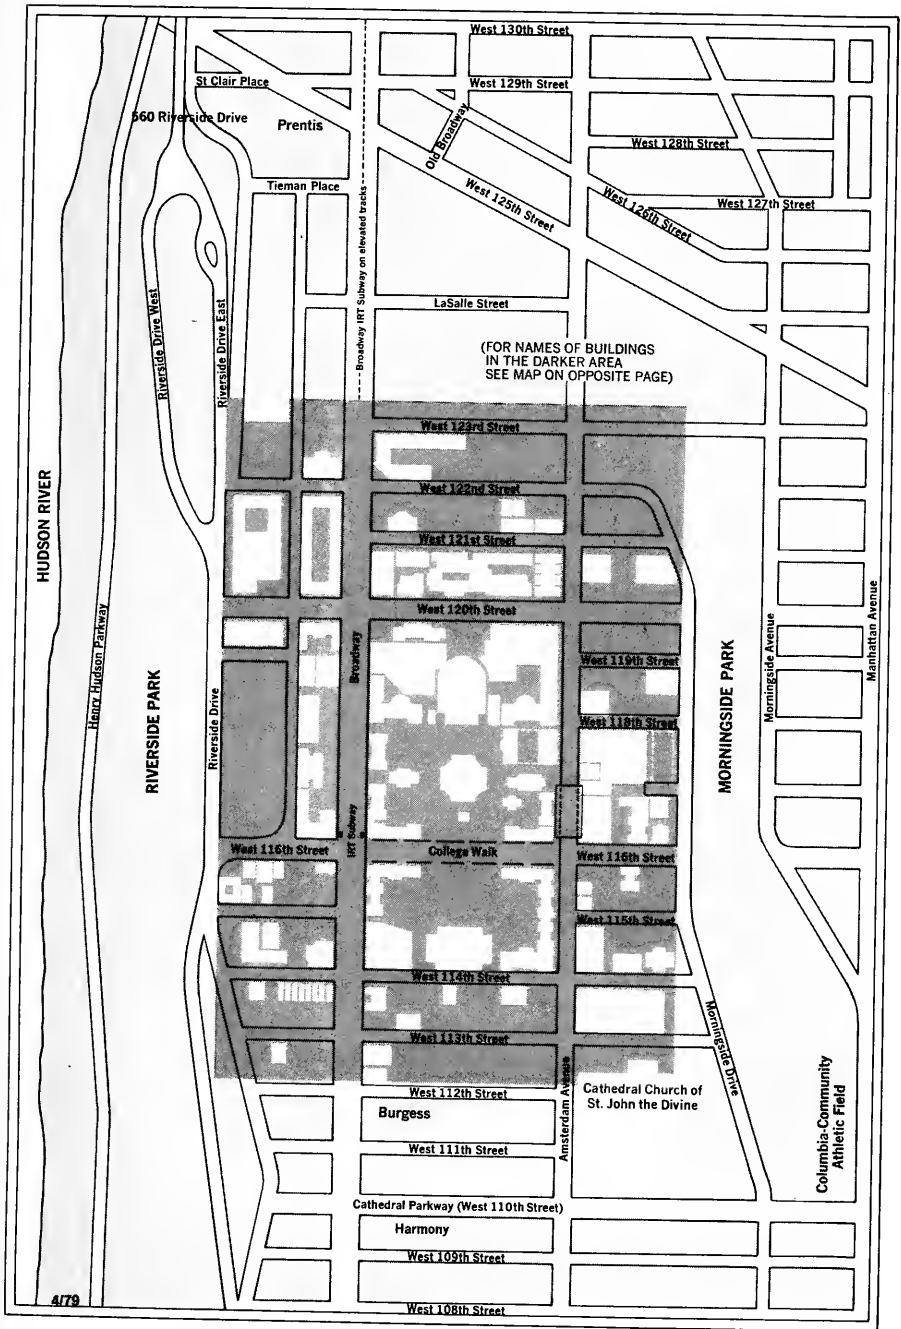 West 130th Street
St Clair Place
West 129th Street
560 Riverside Drive
Prentis
Old Broadway
West 128th Street
Tieman Place
West 125th Street
West 126th Street
West 127th Street
Broadway IRT Subway on elevated tracks
LaSalle Street
Riverside Drive West
Riverside Drive East
(FOR NAMES OF BUILDINGS
IN THE DARKER AREA
SEE MAP ON OPPOSITE PAGE)
West 123rd Street
HUDSON RIVER
West 122nd Street
West 121st Street
West 120th Street
Henry Hudson Parkway
RIVERSIDE PARK
Riverside Drive
Broadway
West 119th Street
MORNINGSIDE PARK
Morningside Avenue
Manhattan Avenue
West 118th Street
IRT Subway
West 116th Street
College Walk
West 116th Street
West 115th Street
West 114th Street
West 113th Street
Morningside Drive
West 112th Street
Amsterdam Avenue
Cathedral Church of
St. John the Divine
Columbia-Community
Athletic Field
Burgess
West 111th Street
Cathedral Parkway (West 110th Street)
Harmony
West 109th Street
4/79
West 108th Street